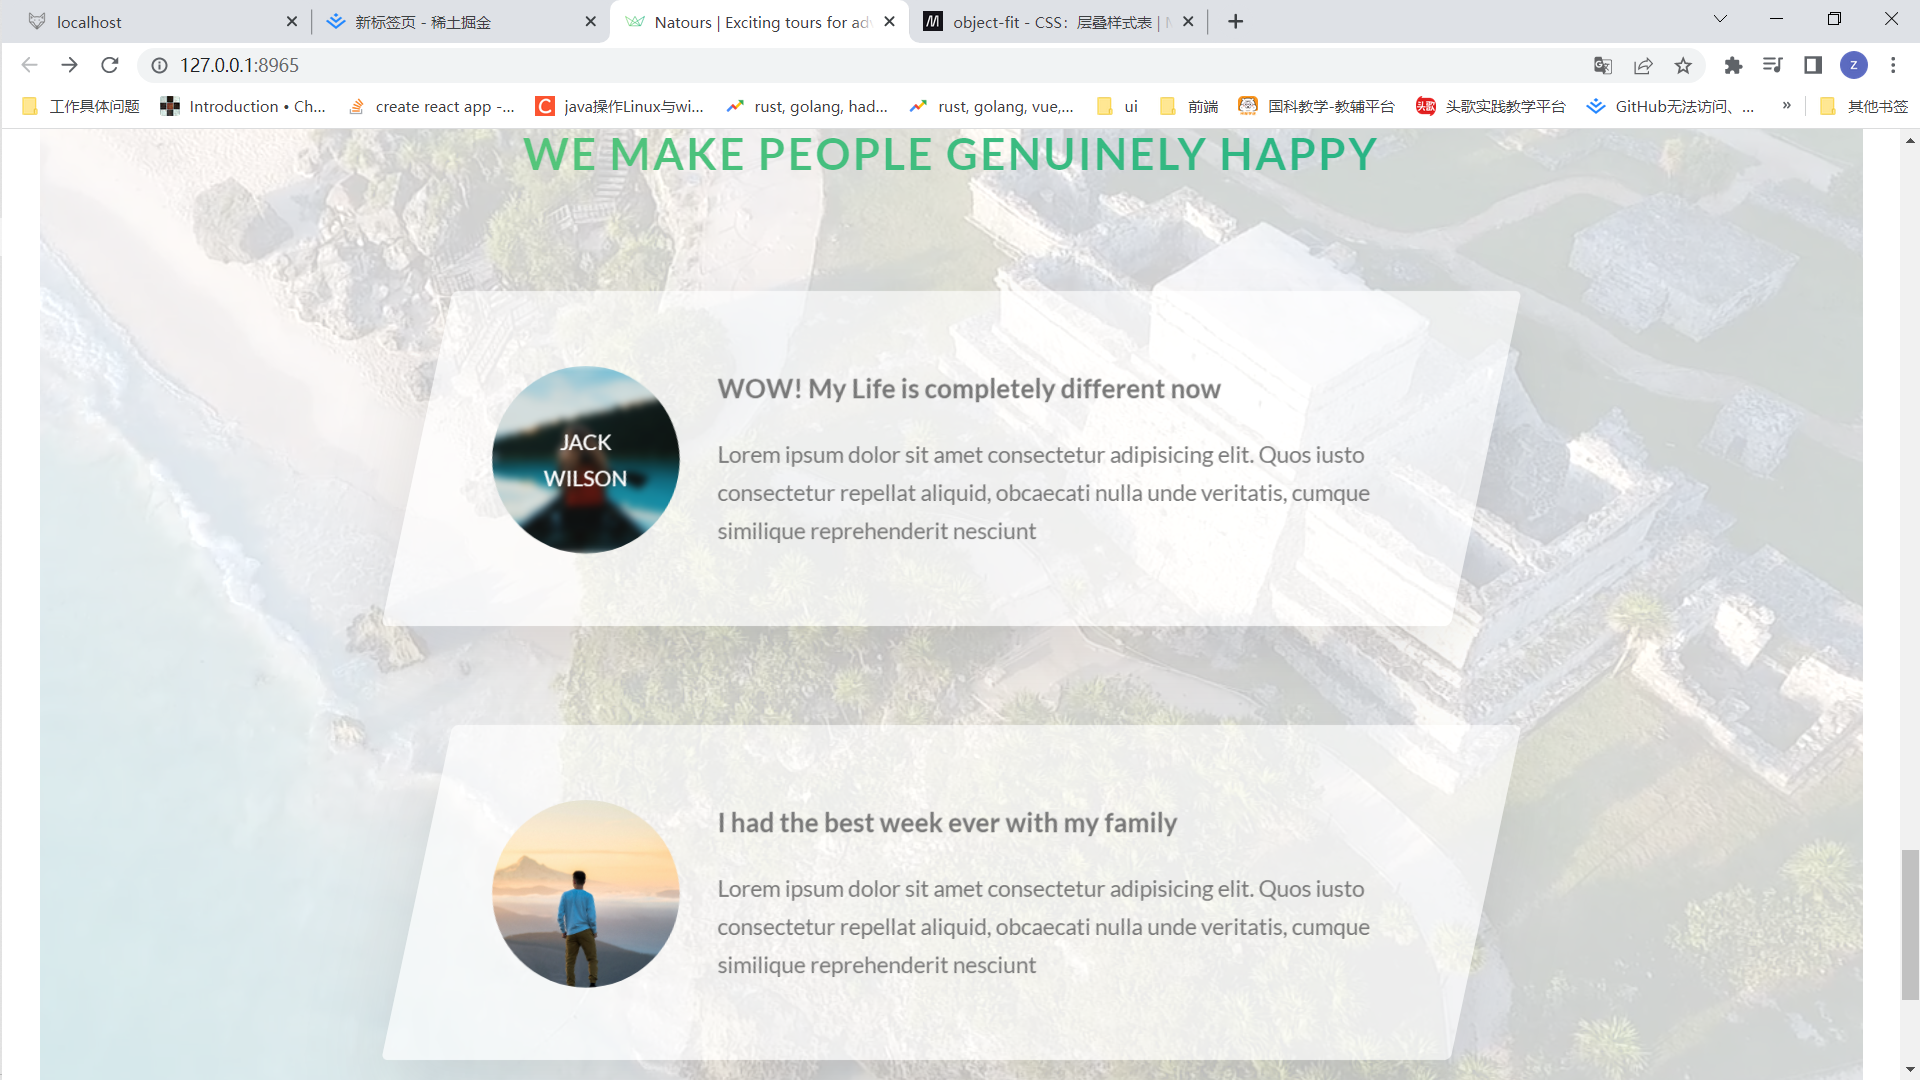 localhost
新标签页 - 稀土掘金
Natours | Exciting tours for adv
object-fit - CSS：层叠样式表 | M
127.0.0.1:8965
z
工作具体问题
Introduction • Ch...
create react app -...
C
java操作Linux与wi...
rust, golang, had...
rust, golang, vue,...
ui
前端
国科教学-教辅平台
头歌
头歌实践教学平台
GitHub无法访问、...
»
其他书签
WE MAKE PEOPLE GENUINELY HAPPY
JACK
WILSON
WOW! My Life is completely different now
Lorem ipsum dolor sit amet consectetur adipisicing elit. Quos iusto
consectetur repellat aliquid, obcaecati nulla unde veritatis, cumque
similique reprehenderit nesciunt
I had the best week ever with my family
Lorem ipsum dolor sit amet consectetur adipisicing elit. Quos iusto
consectetur repellat aliquid, obcaecati nulla unde veritatis, cumque
similique reprehenderit nesciunt